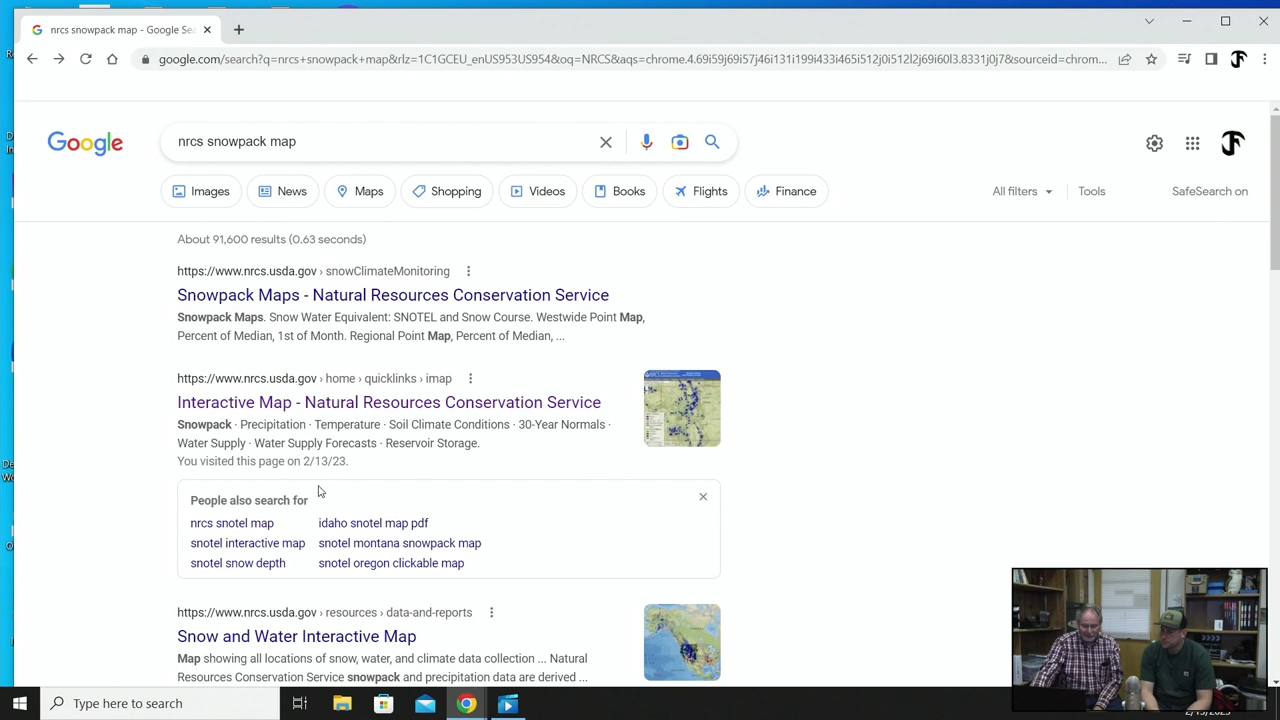 nrcs snowpack map - Google Sea
google.com/search?q=nrcs+snowpack+map&rlz=1C1GCEU_enUS953US954&oq=NRCS&aqs=chrome.4.69i59j69i57j46i131i199i433i465i512j0i512l2j69i60l3.8331j0j7&sourceid=chrom...
Google
nrcs snowpack map
Images
News
Maps
Shopping
Videos
Books
Flights
Finance
All filters
Tools
SafeSearch on
About 91,600 results (0.63 seconds)
https://www.nrcs.usda.gov › snowClimateMonitoring
Snowpack Maps - Natural Resources Conservation Service
Snowpack Maps. Snow Water Equivalent: SNOTEL and Snow Course. Westwide Point Map,
Percent of Median, 1st of Month. Regional Point Map, Percent of Median, ...
https://www.nrcs.usda.gov › home › quicklinks › imap
Interactive Map - Natural Resources Conservation Service
Snowpack · Precipitation · Temperature · Soil Climate Conditions · 30-Year Normals ·
Water Supply · Water Supply Forecasts · Reservoir Storage.
You visited this page on 2/13/23.
People also search for
nrcs snotel map
idaho snotel map pdf
snotel interactive map
snotel montana snowpack map
snotel snow depth
snotel oregon clickable map
https://www.nrcs.usda.gov › resources › data-and-reports
Snow and Water Interactive Map
Map showing all locations of snow, water, and climate data collection ... Natural
Resources Conservation Service snowpack and precipitation data are derived ...
Type here to search